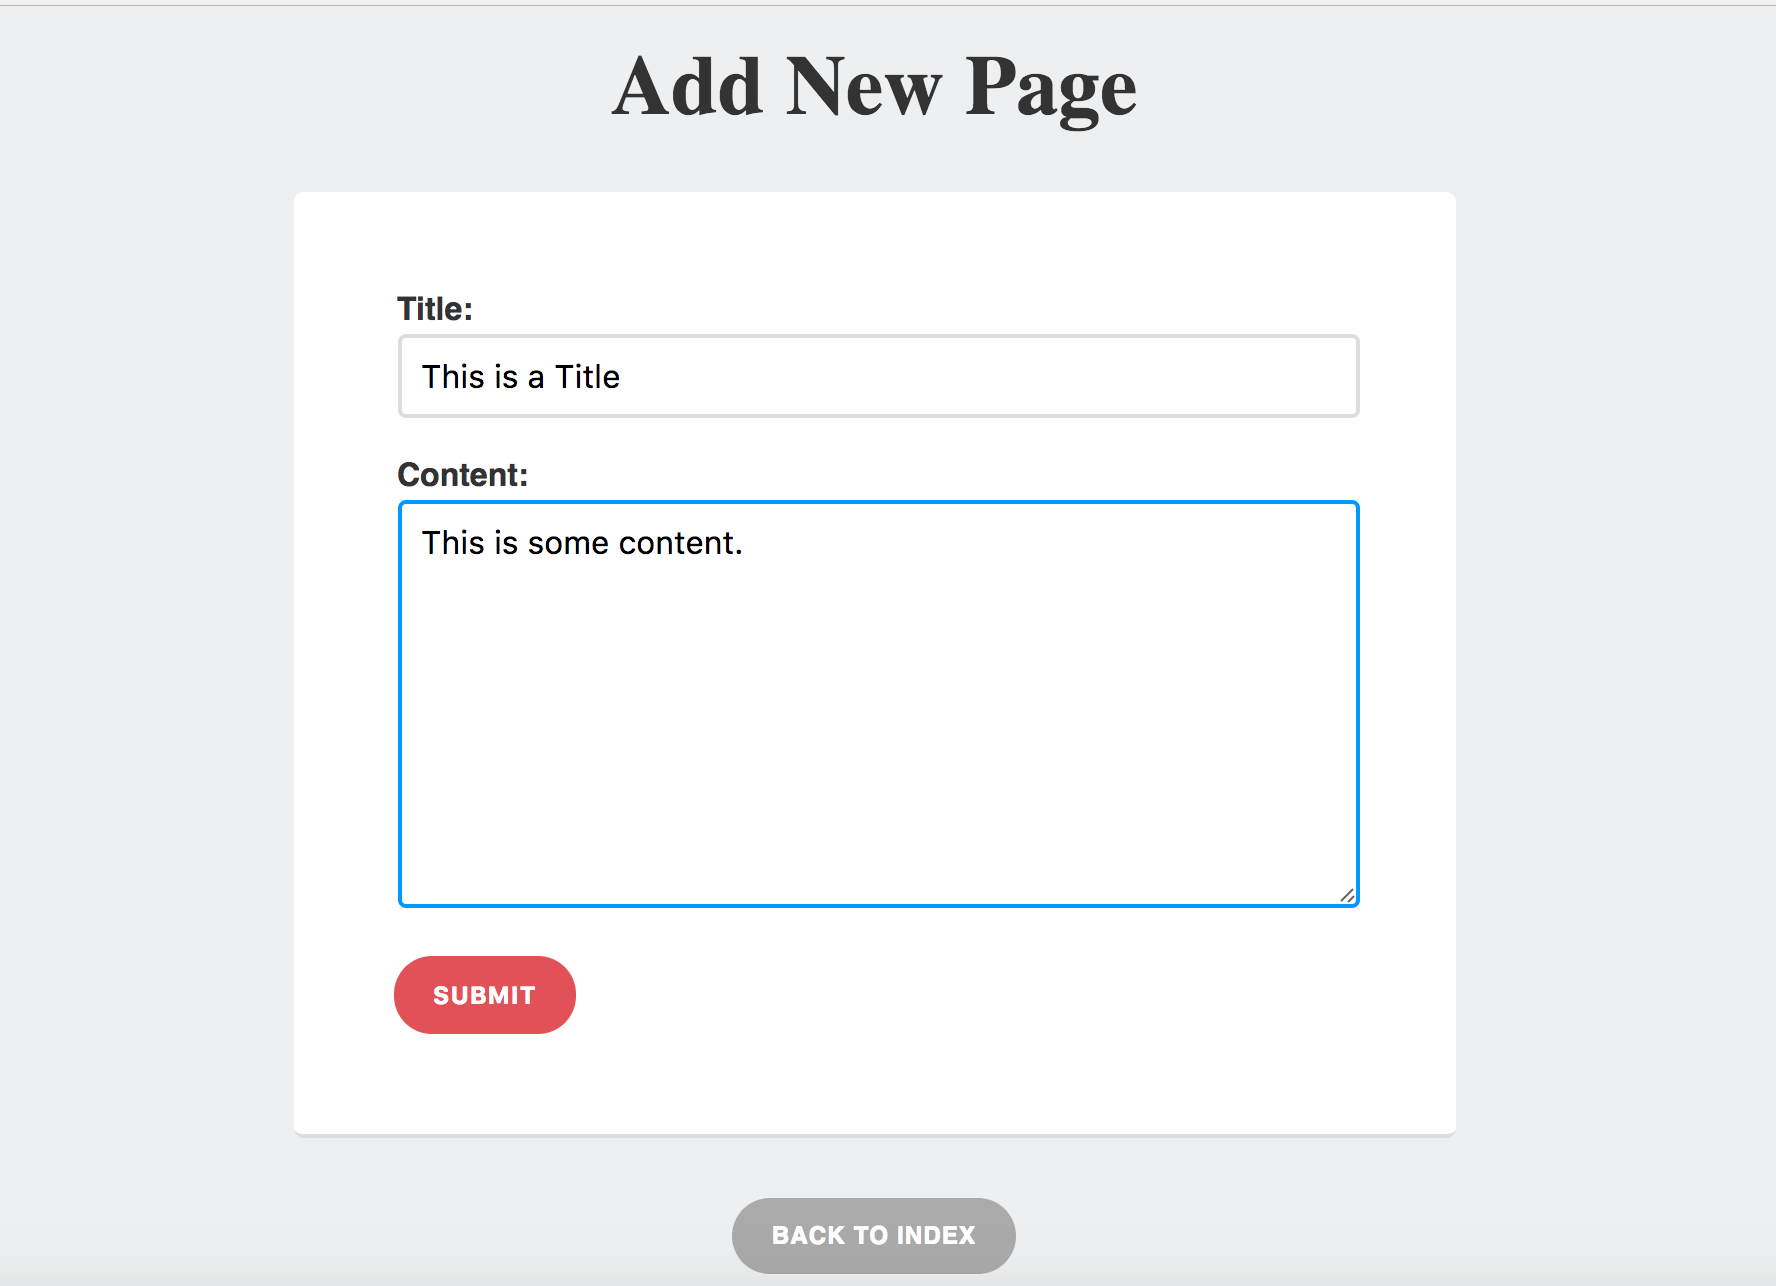 Add New Page
Title:
This is a Title
Content:
This is some content.
SUBMIT
BACK TO INDEX